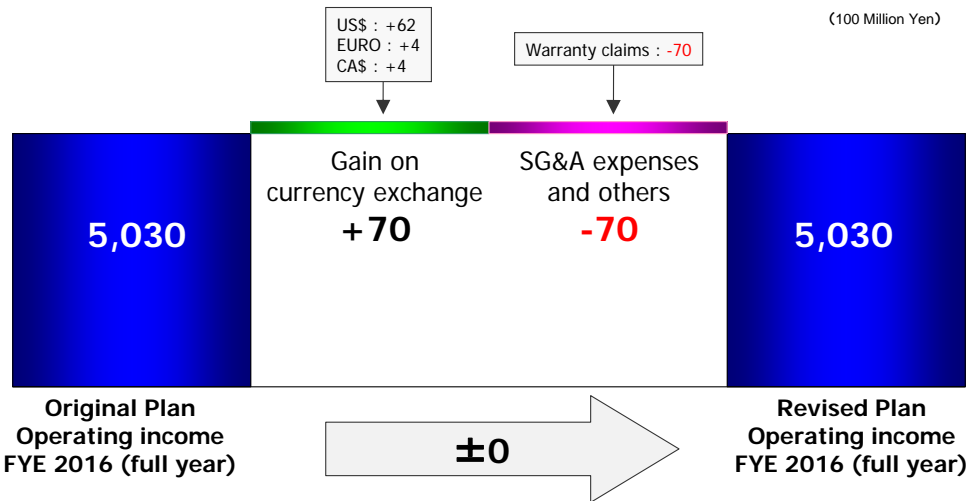 (100 Million Yen)
US$ : +62
EURO : +4
CA$ : +4
Warranty claims : -70
5,030
Gain on
currency exchange
+70
SG&A expenses
and others
-70
5,030
Original Plan
Operating income
FYE 2016 (full year)
±0
Revised Plan
Operating income
FYE 2016 (full year)